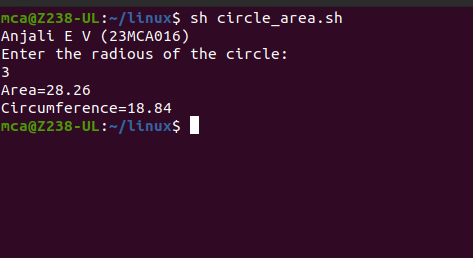 mca@Z238-UL:~/linux$ sh circle_area.sh
Anjali E V (23MCA016)
Enter the radious of the circle:
3
Area=28.26
Circumference=18.84
mca@Z238-UL:~/linux$